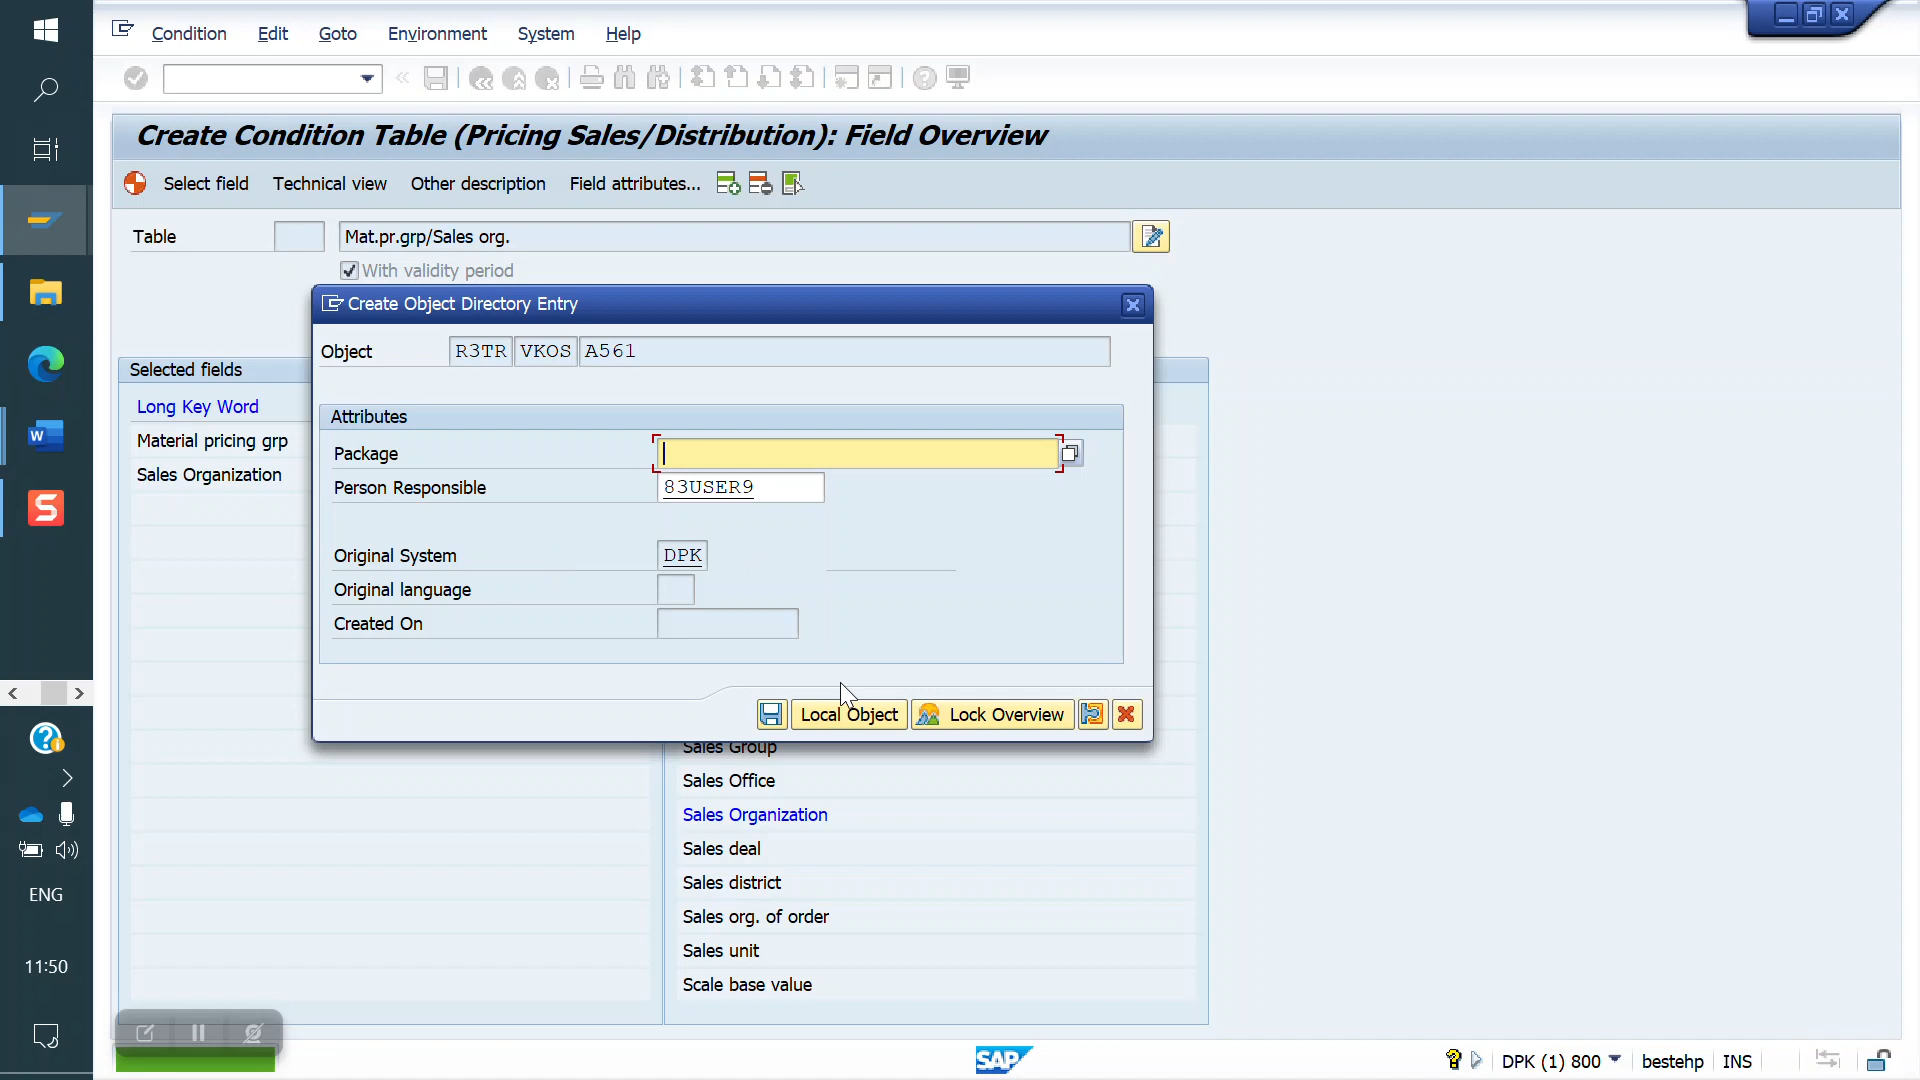 Condition Edit Goto Environment System Help
Create Condition Table (Pricing Sales/Distribution): Field Overview
Select field Technical view Other description Field attributes...
Table Mat.pr.grp/Sales org.
With validity period
Create Object Directory Entry
Object R3TR VKOS A561
Selected fields
Long Key Word
Material pricing grp
Sales Organization
Attributes
Package
Person Responsible 83USER9
Original System DPK
Original language
Created On
Local Object Lock Overview
Sales Group
Sales Office
Sales Organization
Sales deal
Sales district
Sales org. of order
Sales unit
Scale base value
W
S
ENG
11:50
SAP
DPK (1) 800 bestehp INS